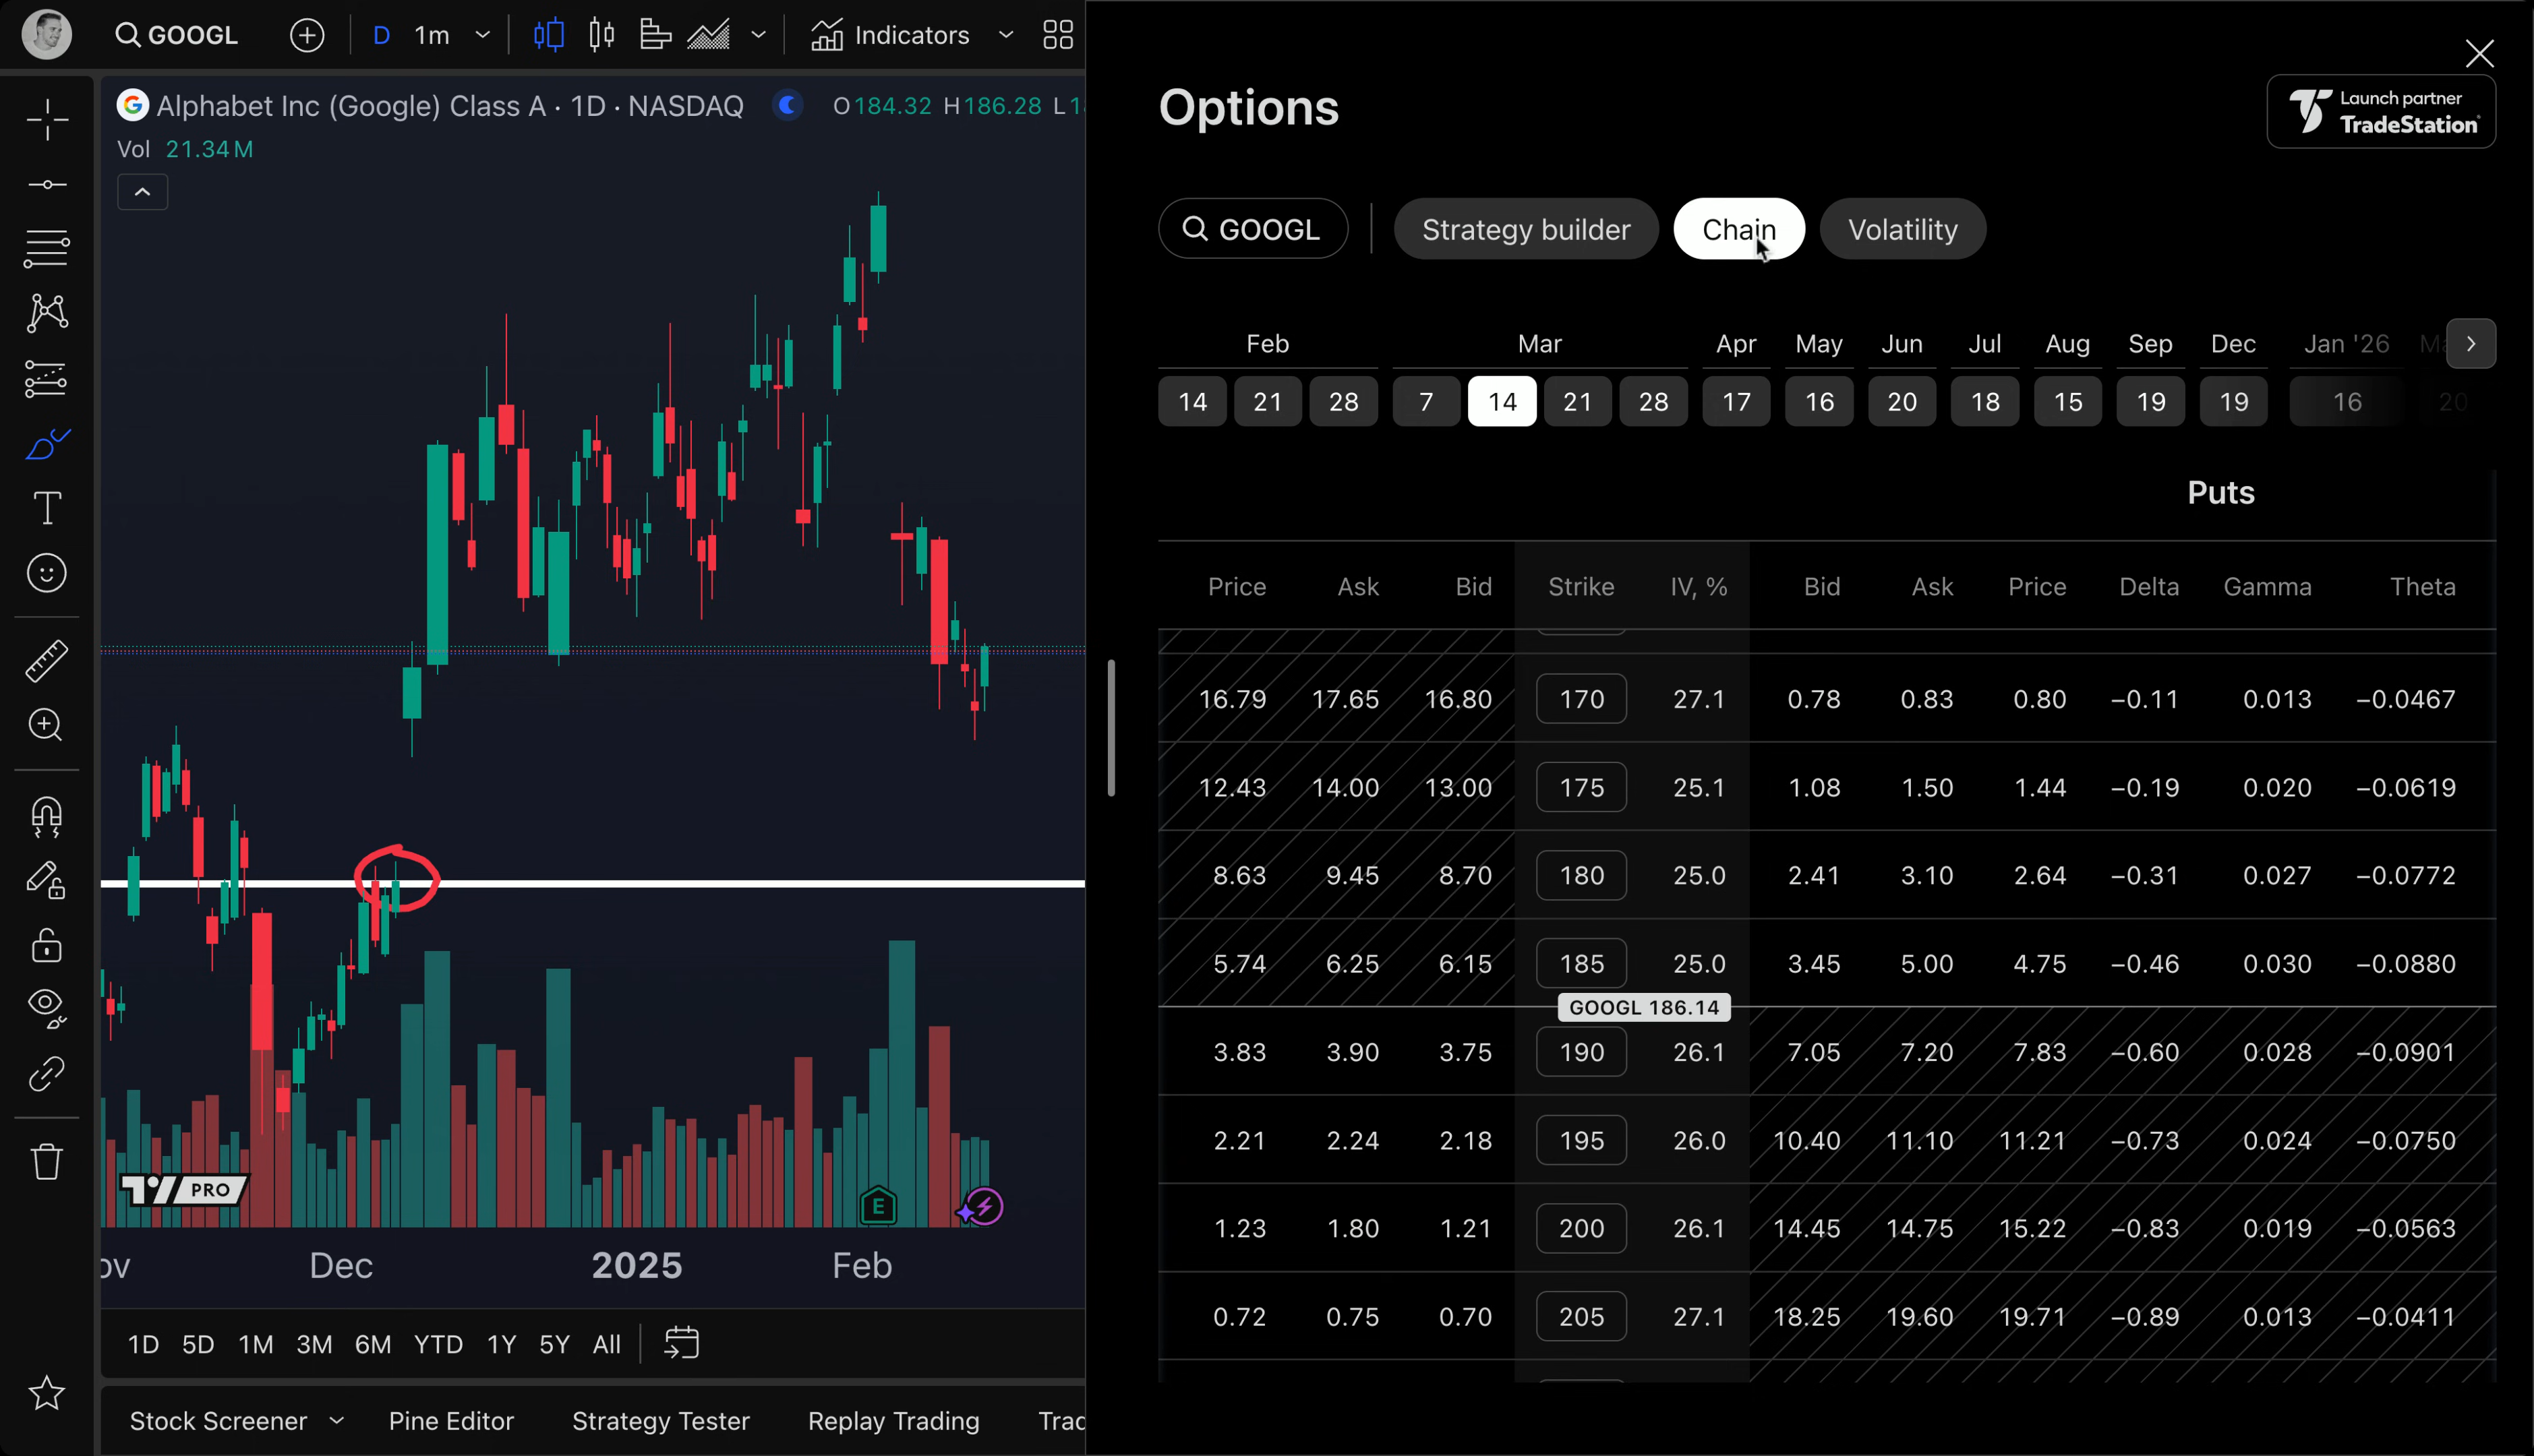 GOOGL D 1m Indicators
Alphabet Inc (Google) Class A · 1D · NASDAQ O184.32 H186.28 L1
Vol 21.34M
PRO
E
Dec 2025 Feb
1D 5D 1M 3M 6M YTD 1Y 5Y All
Stock Screener Pine Editor Strategy Tester Replay Trading Trad
Options
Launch partner
TradeStation
GOOGL Strategy builder Chain Volatility
Feb Mar Apr May Jun Jul Aug Sep Dec Jan '26
14 21 28 7 14 21 28 17 16 20 18 15 19 19 16 20
Puts
Price Ask Bid Strike IV, % Bid Ask Price Delta Gamma Theta
16.79 17.65 16.80 170 27.1 0.78 0.83 0.80 −0.11 0.013 −0.0467
12.43 14.00 13.00 175 25.1 1.08 1.50 1.44 −0.19 0.020 −0.0619
8.63 9.45 8.70 180 25.0 2.41 3.10 2.64 −0.31 0.027 −0.0772
5.74 6.25 6.15 185 25.0 3.45 5.00 4.75 −0.46 0.030 −0.0880
GOOGL 186.14
3.83 3.90 3.75 190 26.1 7.05 7.20 7.83 −0.60 0.028 −0.0901
2.21 2.24 2.18 195 26.0 10.40 11.10 11.21 −0.73 0.024 −0.0750
1.23 1.80 1.21 200 26.1 14.45 14.75 15.22 −0.83 0.019 −0.0563
0.72 0.75 0.70 205 27.1 18.25 19.60 19.71 −0.89 0.013 −0.0411